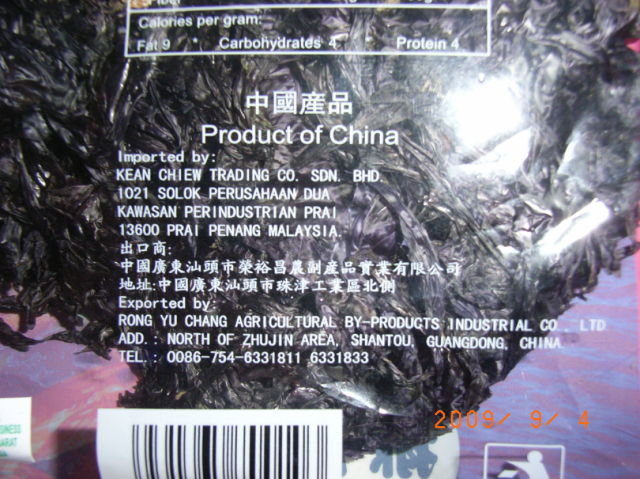 Fiber
Calories per gram:
Fat 9 * Carbohydrates 4 * Protein 4
中國産品
Product of China
Imported by:
KEAN CHIEW TRADING CO. SDN. BHD.
1021 SOLOK PERUSAHAAN DUA
KAWASAN PERINDUSTRIAN PRAI
13600 PRAI PENANG MALAYSIA.
出口商:
中國廣東汕頭市榮裕昌農副産品實業有限公司
地址:中國廣東汕頭市珠津工業區北側
Exported by:
RONG YU CHANG AGRICULTURAL BY-PRODUCTS INDUSTRIAL CO., LTD
ADD.: NORTH OF ZHUJIN AREA, SHANTOU, GUANGDONG, CHINA
TEL.: 0086-754-6331811 6331833
2009/ 9/ 4